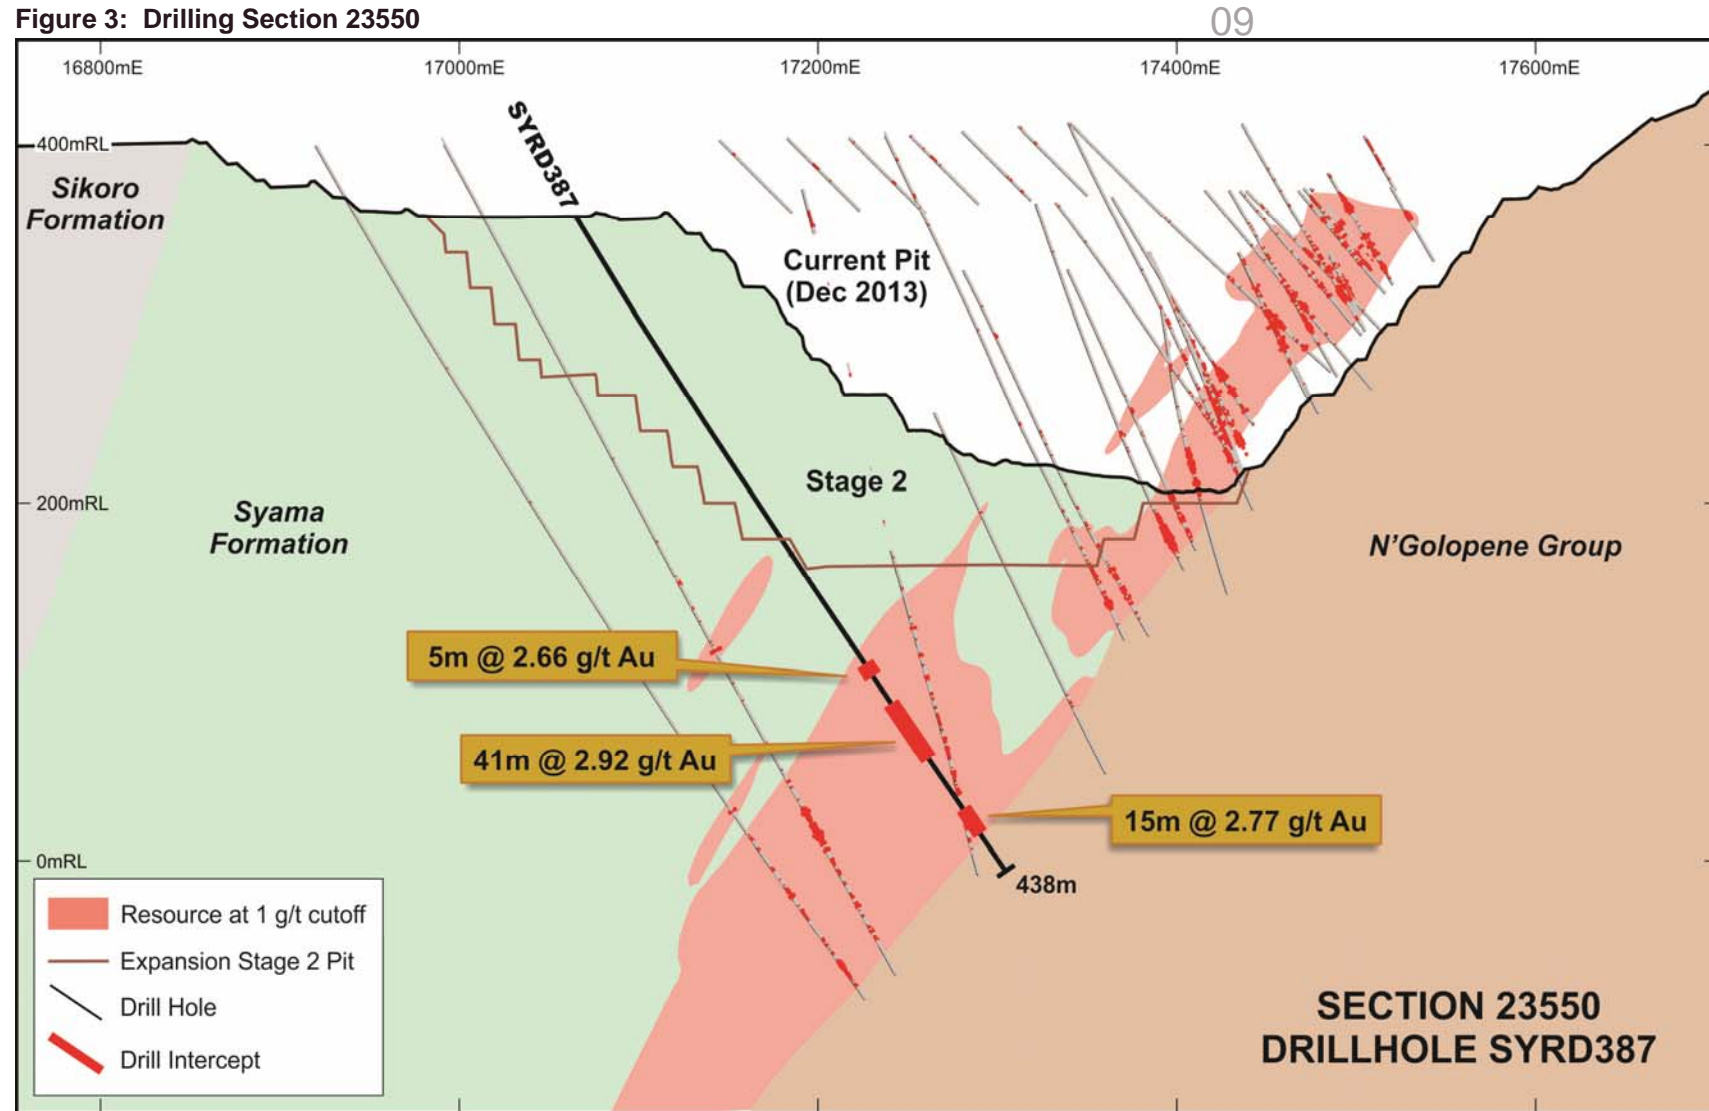 Figure 3: Drilling Section 23550
09
16800mE
17000mE
17200mE
17400mE
17600mE
SYRD387
400mRL
Sikoro
Formation
Current Pit
(Dec 2013)
Stage 2
200mRL
Syama
Formation
N'Golopene Group
5m @ 2.66 g/t Au
41m @ 2.92 g/t Au
15m @ 2.77 g/t Au
0mRL
438m
Resource at 1 g/t cutoff
Expansion Stage 2 Pit
Drill Hole
Drill Intercept
SECTION 23550
DRILLHOLE SYRD387